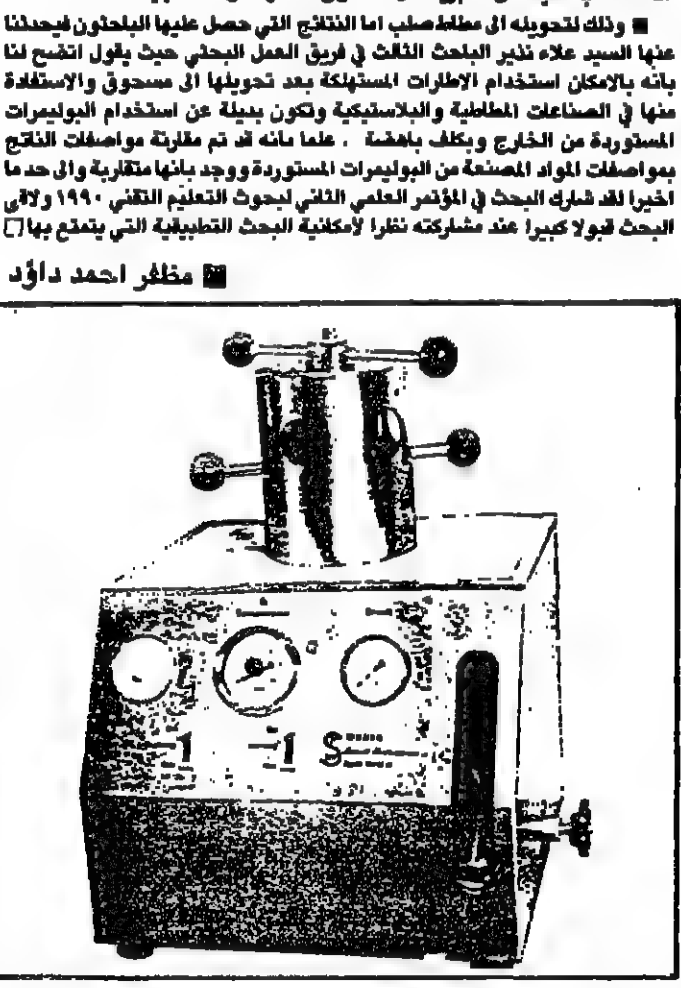 ■ وذلك لتحويله الى مطاط صلب اما النتائج التي حصل عليها الباحثون فيحدثنا
عنها السيد علاء نذير الباحث الثالث في فريق العمل البحثي حيث يقول اتضح لنا
بانه بالامكان استخدام الاطارات المستهلكة بعد تحويلها الى مسحوق والاستفادة
منها في الصناعات المطاطية والبلاستيكية وتكون بديلة عن استخدام البوليمرات
المستوردة من الخارج وبكلف باهضة . علما بانه قد تم مقارنة مواصفات الناتج
بمواصفات المواد المصنعة من البوليمرات المستوردة ووجد بانها متقاربة والى حد ما
اخيرا لقد شارك البحث في المؤتمر العلمي الثاني لبحوث التعليم التقني ١٩٩٠ ولاقى
البحث قبولا كبيرا عند مشاركته نظرا لأمكانية البحث التطبيقية التي يتمتع بها □
■ مظفر احمد داؤد